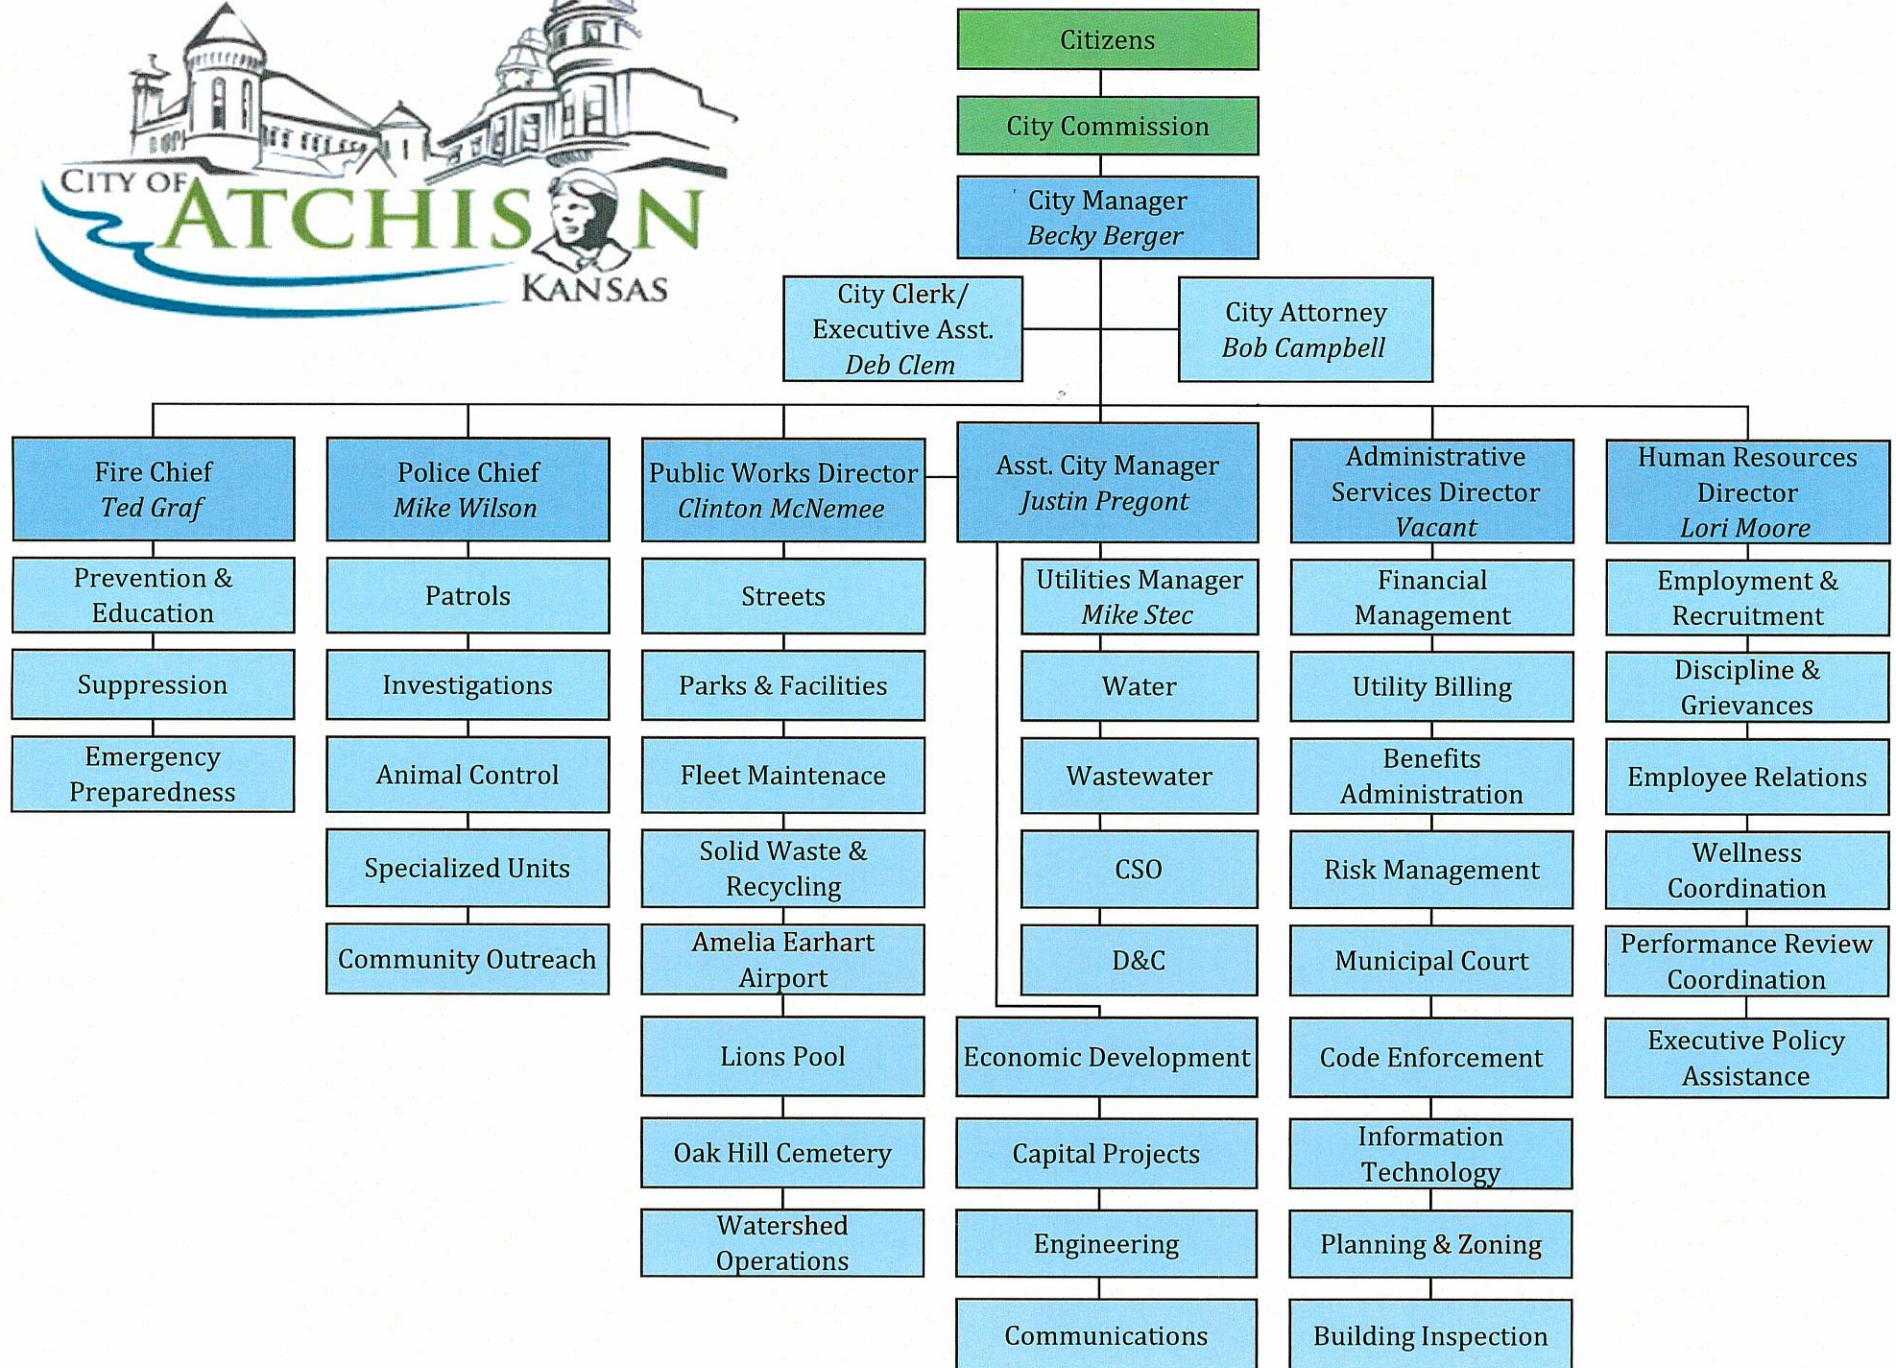 CITY OF
ATCHISON
KANSAS
Citizens
City Commission
City Manager
Becky Berger
City Clerk/
Executive Asst.
Deb Clem
City Attorney
Bob Campbell
Fire Chief
Ted Graf
Prevention &
Education
Suppression
Emergency
Preparedness
Police Chief
Mike Wilson
Patrols
Investigations
Animal Control
Specialized Units
Community Outreach
Public Works Director
Clinton McNemee
Streets
Parks & Facilities
Fleet Maintenace
Solid Waste &
Recycling
Amelia Earhart
Airport
Lions Pool
Oak Hill Cemetery
Watershed
Operations
Asst. City Manager
Justin Pregont
Utilities Manager
Mike Stec
Water
Wastewater
CSO
D&C
Economic Development
Capital Projects
Engineering
Communications
Administrative
Services Director
Vacant
Financial
Management
Utility Billing
Benefits
Administration
Risk Management
Municipal Court
Code Enforcement
Information
Technology
Planning & Zoning
Building Inspection
Human Resources
Director
Lori Moore
Employment &
Recruitment
Discipline &
Grievances
Employee Relations
Wellness
Coordination
Performance Review
Coordination
Executive Policy
Assistance